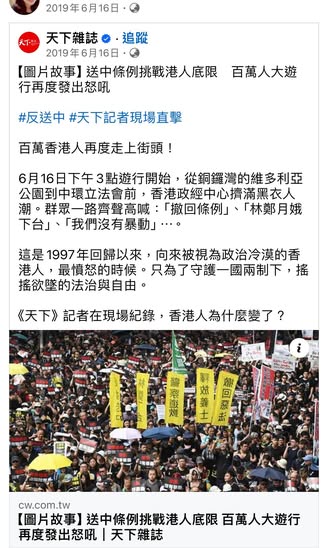 2019年6月16日 ·
天下雜誌 · 追蹤
2019年6月16日 ·
【圖片故事】送中條例挑戰港人底限 百萬人大遊
行再度發出怒吼
#反送中 #天下記者現場直擊
百萬香港人再度走上街頭！
6月16日下午3點遊行開始，從銅鑼灣的維多利亞
公園到中環立法會前，香港政經中心擠滿黑衣人
潮。群眾一路齊聲高喊：「撤回條例」、「林鄭月娥
下台」、「我們沒有暴動」…。
這是1997年回歸以來，向來被視為政治冷漠的香
港人，最憤怒的時候。只為了守護一國兩制下，搖
搖欲墜的法治與自由。
《天下》記者在現場紀錄，香港人為什麼變了？
警察道歉
釋放義士
撤回惡法
cw.com.tw
【圖片故事】送中條例挑戰港人底限 百萬人大遊行
再度發出怒吼｜天下雜誌